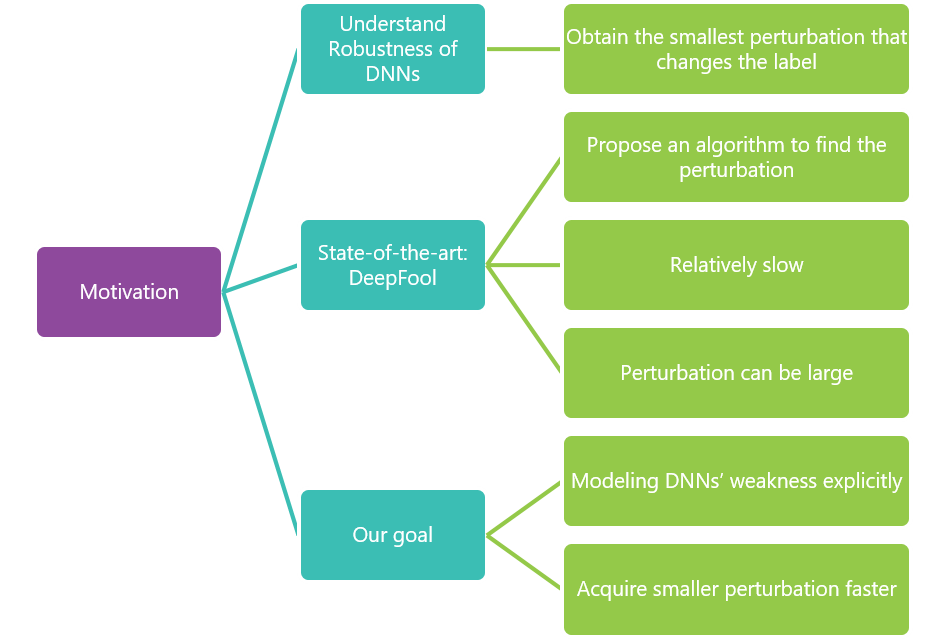 Understand
Robustness of
DNNs
Obtain the smallest perturbation that
changes the label
Propose an algorithm to find the
perturbation
State-of-the-art:
DeepFool
Relatively slow
Motivation
Perturbation can be large
Modeling DNNs’ weakness explicitly
Our goal
Acquire smaller perturbation faster